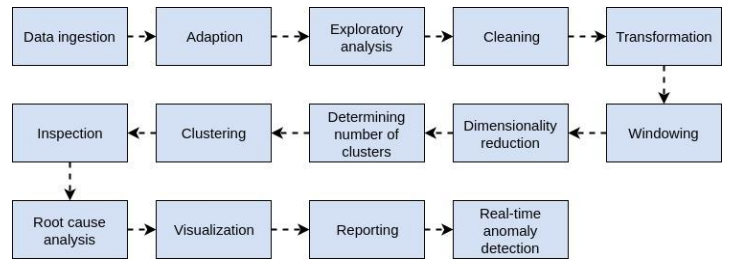 Data ingestion
Adaption
Exploratory
analysis
Cleaning
Transformation
Windowing
Dimensionality
reduction
Determining
number of
clusters
Clustering
Inspection
Root cause
analysis
Visualization
Reporting
Real-time
anomaly
detection